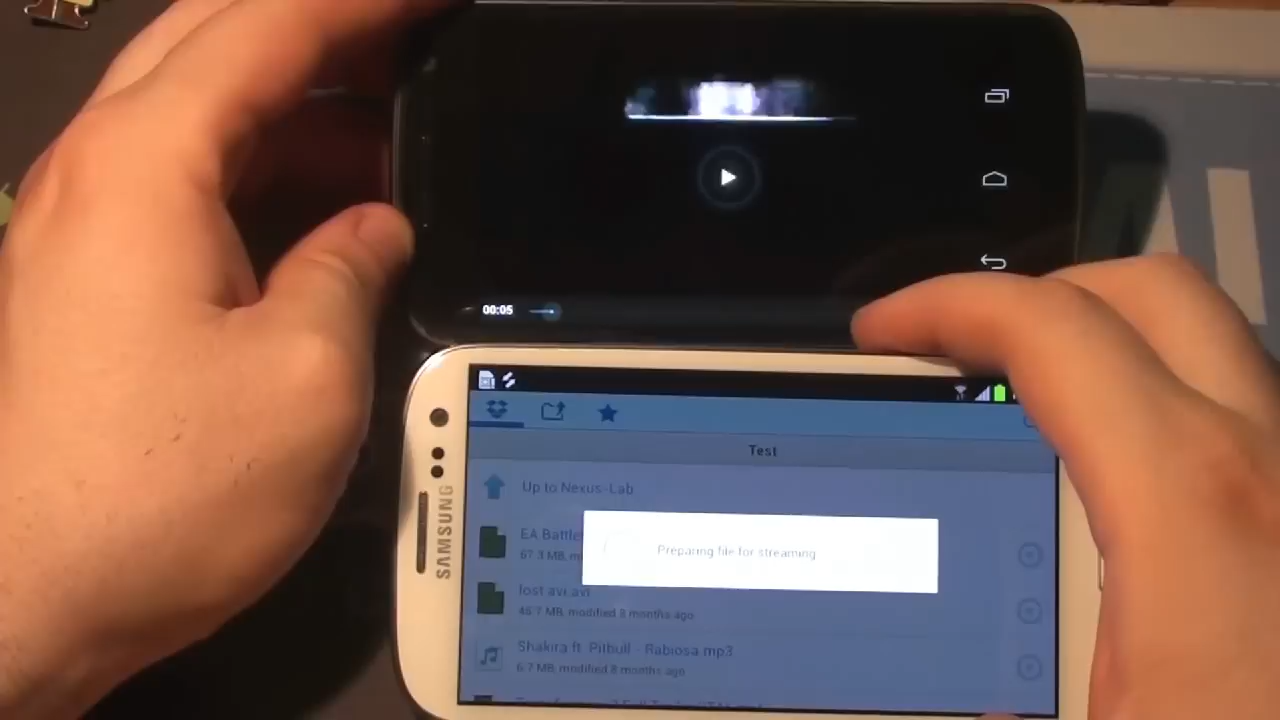 00:05
SAMSUNG
Test
Up to Nexus-Lab
EA Battle
67.3 MB, m
Preparing file for streaming
lost avi.avi
46.7 MB, modified 8 months ago
Shakira ft. Pitbull - Rabiosa.mp3
6.7 MB, modified 8 months ago